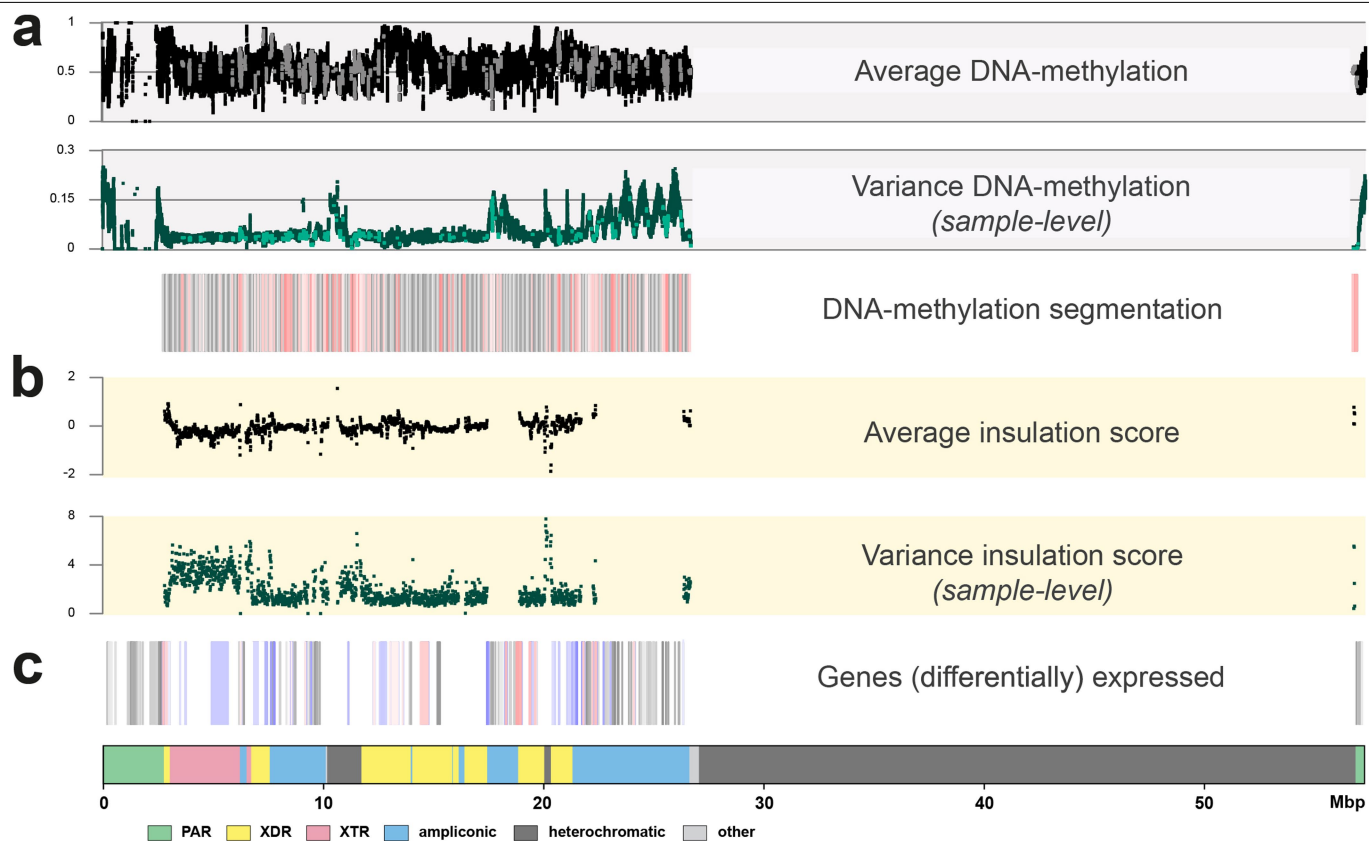 a
1
0.5
0
Average DNA-methylation
0.3
0.15
0
Variance DNA-methylation
(sample-level)
DNA-methylation segmentation
b
2
0
-2
Average insulation score
8
4
0
Variance insulation score
(sample-level)
c
Genes (differentially) expressed
0 10 20 30 40 50 Mbp
PAR XDR XTR ampliconic heterochromatic other